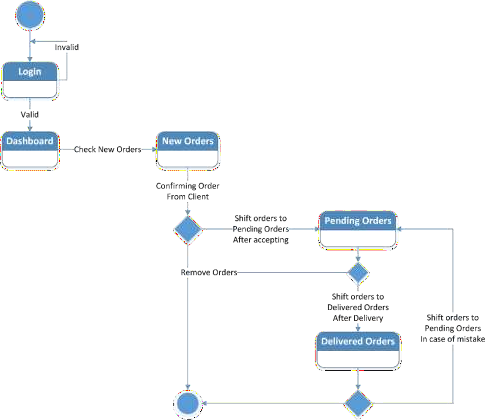 Invalid
Login
Valid
Dashboard
Check New Orders
New Orders
Confirming Order
From Client
Shift orders to
Pending Orders
After accepting
Pending Orders
Remove Orders
Shift orders to
Delivered Orders
After Delivery
Shift orders to
Pending Orders
In case of mistake
Delivered Orders